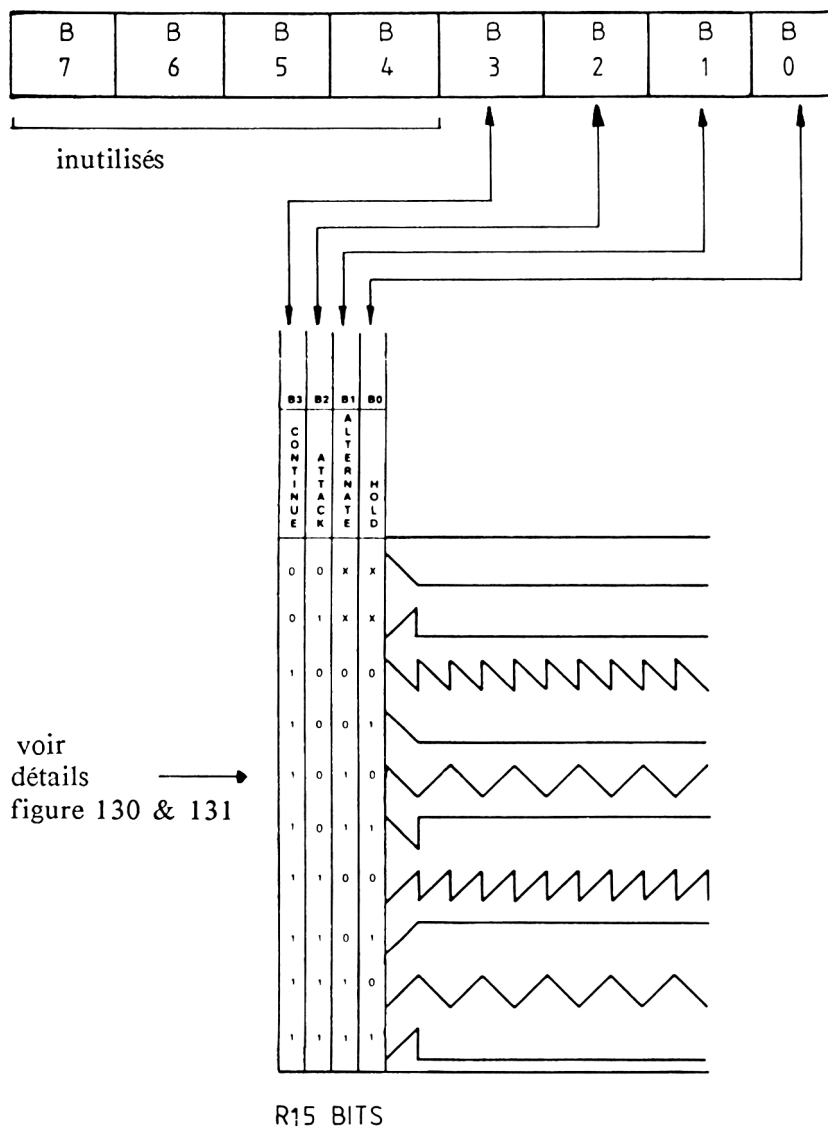 B B B B B B B B
7 6 5 4 3 2 1 0
inutilisés
B3 B2 B1 B0
CONTINUE ATTACK ALTERNATE HOLD
0 0 x x
0 1 x x
1 0 0 0
1 0 0 1
voir
détails
figure 130 & 131
1 0 1 0
1 0 1 1
1 1 0 0
1 1 0 1
1 1 1 0
1 1 1 1
R15 BITS